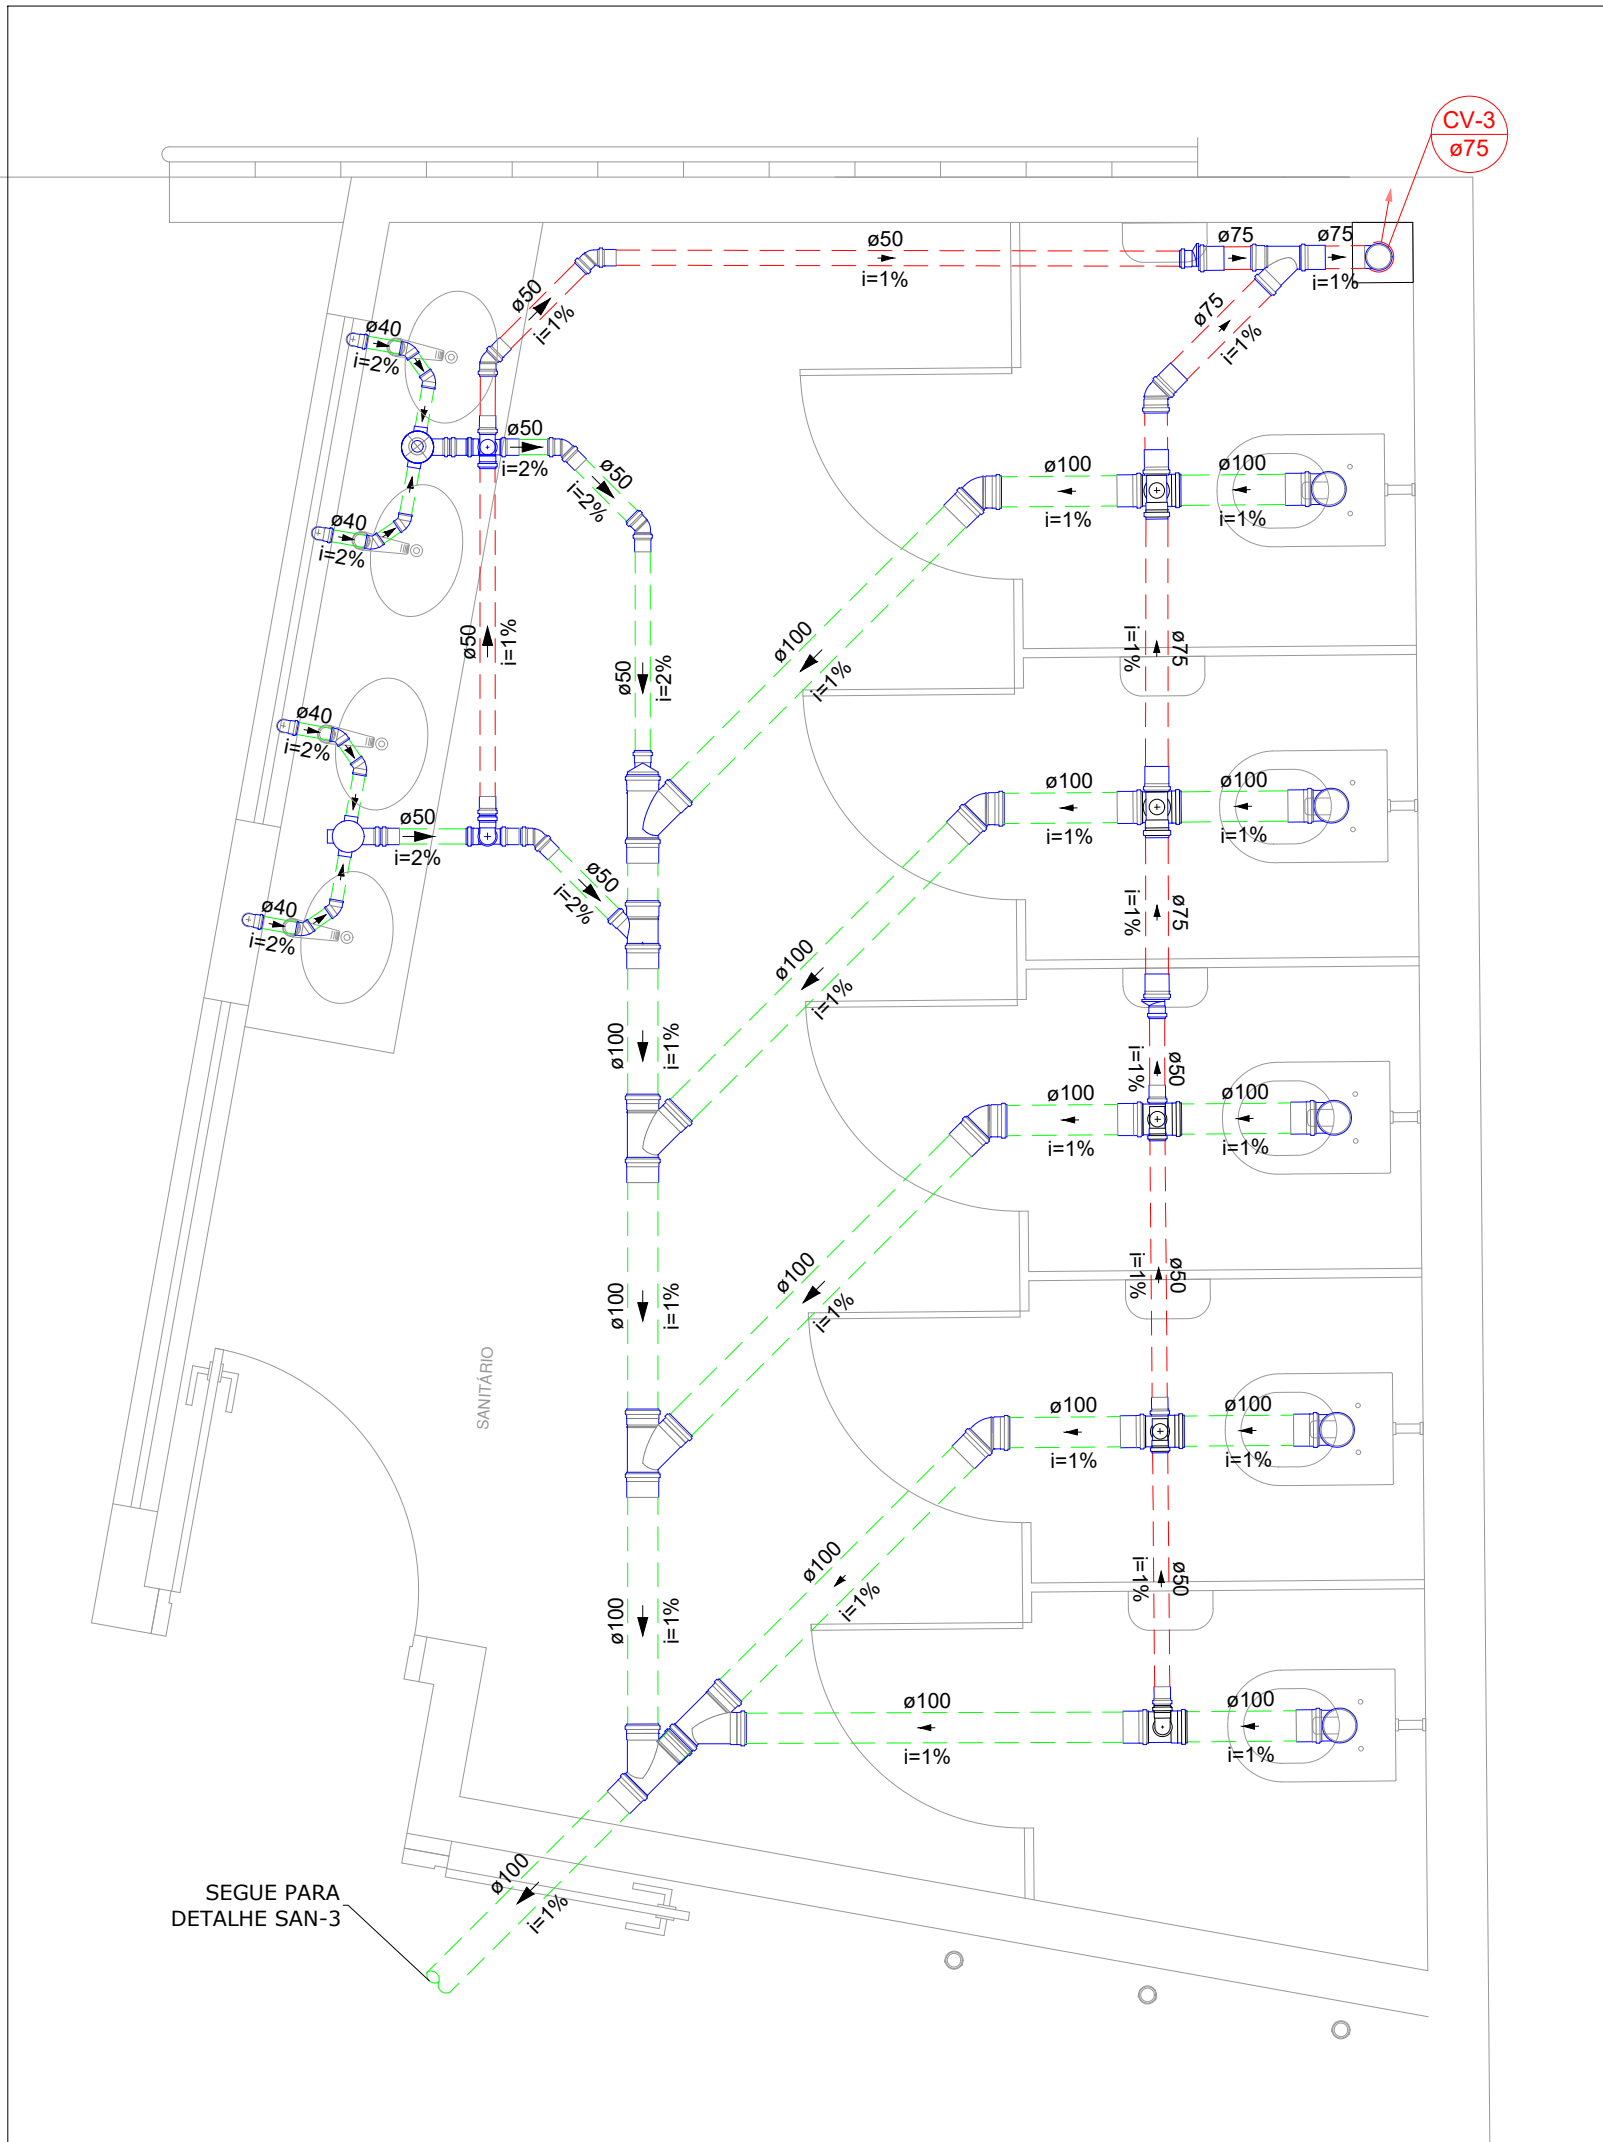 CV-3
ø75
ø50
i=1%
ø75
ø75
i=1%
ø50
i=1%
ø75
i=1%
ø40
i=2%
ø50
i=2%
ø50
i=2%
ø100
i=1%
ø100
i=1%
ø40
i=2%
ø50
i=1%
ø50
i=2%
ø100
i=1%
i=1%
ø75
ø40
i=2%
ø50
i=2%
ø100
i=1%
ø100
i=1%
ø50
i=2%
ø40
i=2%
i=1%
ø75
ø100
i=1%
ø100
i=1%
i=1%
ø50
ø100
i=1%
ø100
i=1%
ø100
i=1%
ø100
i=1%
i=1%
ø50
SANITÁRIO
ø100
i=1%
ø100
i=1%
ø100
i=1%
ø100
i=1%
i=1%
ø50
ø100
i=1%
ø100
i=1%
ø100
i=1%
SEGUE PARA
DETALHE SAN-3